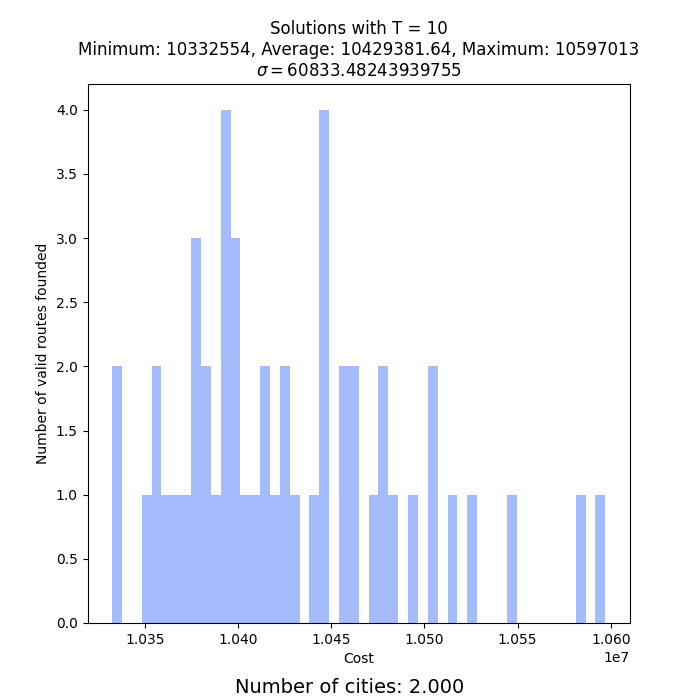 Solutions with T = 10
Minimum: 10332554, Average: 10429381.64, Maximum: 10597013
σ = 60833.48243939755
Number of valid routes founded
4.0
3.5
3.0
2.5
2.0
1.5
1.0
0.5
0.0
1.035 1.040 1.045 1.050 1.055 1.060
1e7
Cost
Number of cities: 2.000